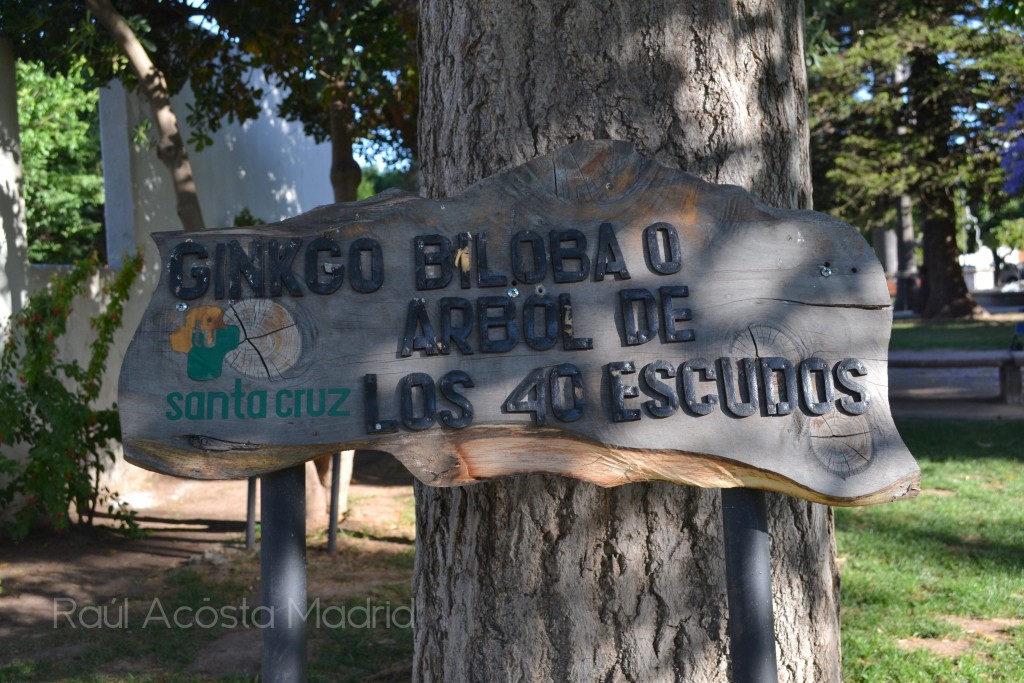 GINKGO BILOBA O
ARBOL DE
LOS 40 ESCUDOS
santa cruz
Raúl Acosta Madrid